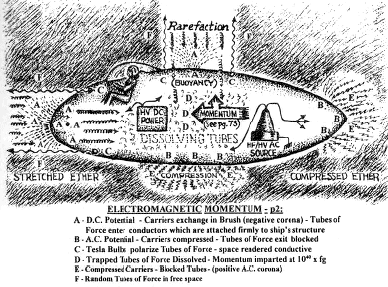 Rarefaction
F F
F A F
A
C B
(BUOYANCY)
A C D C B
A D B
A HV DC
POWER D MOMENTUM B E
A D (see pg. 73) B
A DISSOLVING TUBES HF/HV AC
SOURCE B E
A C D B
F C B B B
STRETCHED ETHER (COMPRESSION) COMPRESSED ETHER
E E
ELECTROMAGNETIC MOMENTUM - p2:
A - D.C. Potential - Carriers exchange in Brush (negative corona) - Tubes of
Force enter conductors which are attached firmly to ship's structure
B - A.C. Potential - Carriers compressed - Tubes of Force exit blocked
C - Tesla Bulbs polarize Tubes of Force - space rendered conductive
D - Trapped Tubes of Force Dissolved - Momentum imparted at x fg
E - Compressed Carriers - Blocked Tubes - (positive A.C. corona)
F - Random Tubes of Force in free space